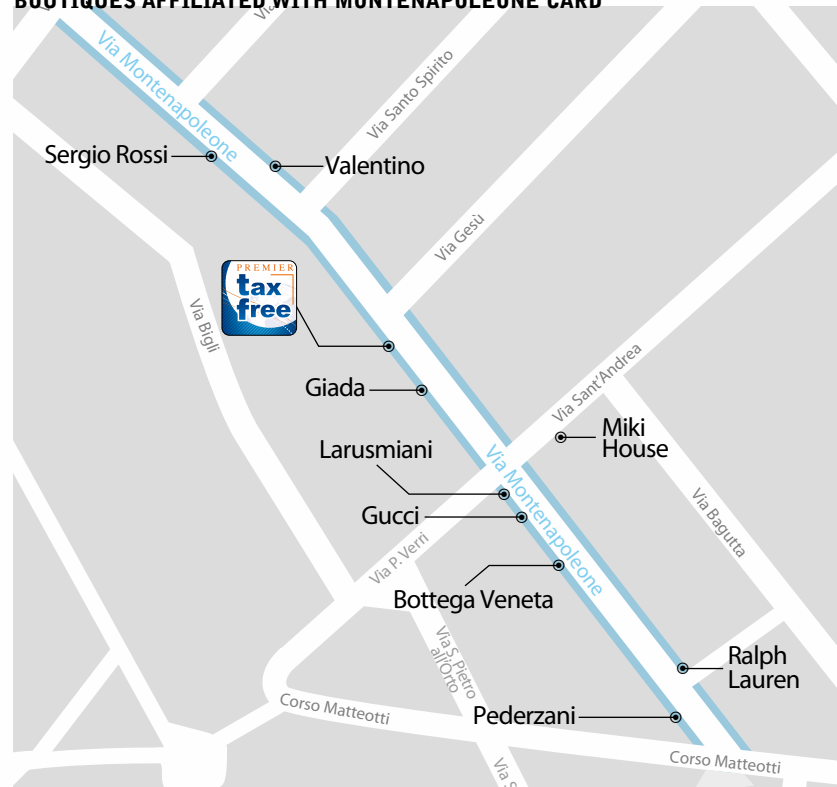 BOUTIQUES AFFILIATED WITH MONTENAPOLEONE CARD
Via Montenapoleone
Via Santo Spirito
Sergio Rossi
Valentino
Via Gesù
PREMIER
tax
free
Via Bigli
Giada
Via Sant'Andrea
Miki
House
Larusmiani
Via Montenapoleone
Gucci
Via Bagutta
Via P. Verri
Bottega Veneta
Via S. Pietro
all'Orto
Ralph
Lauren
Corso Matteotti
Pederzani
Corso Matteotti